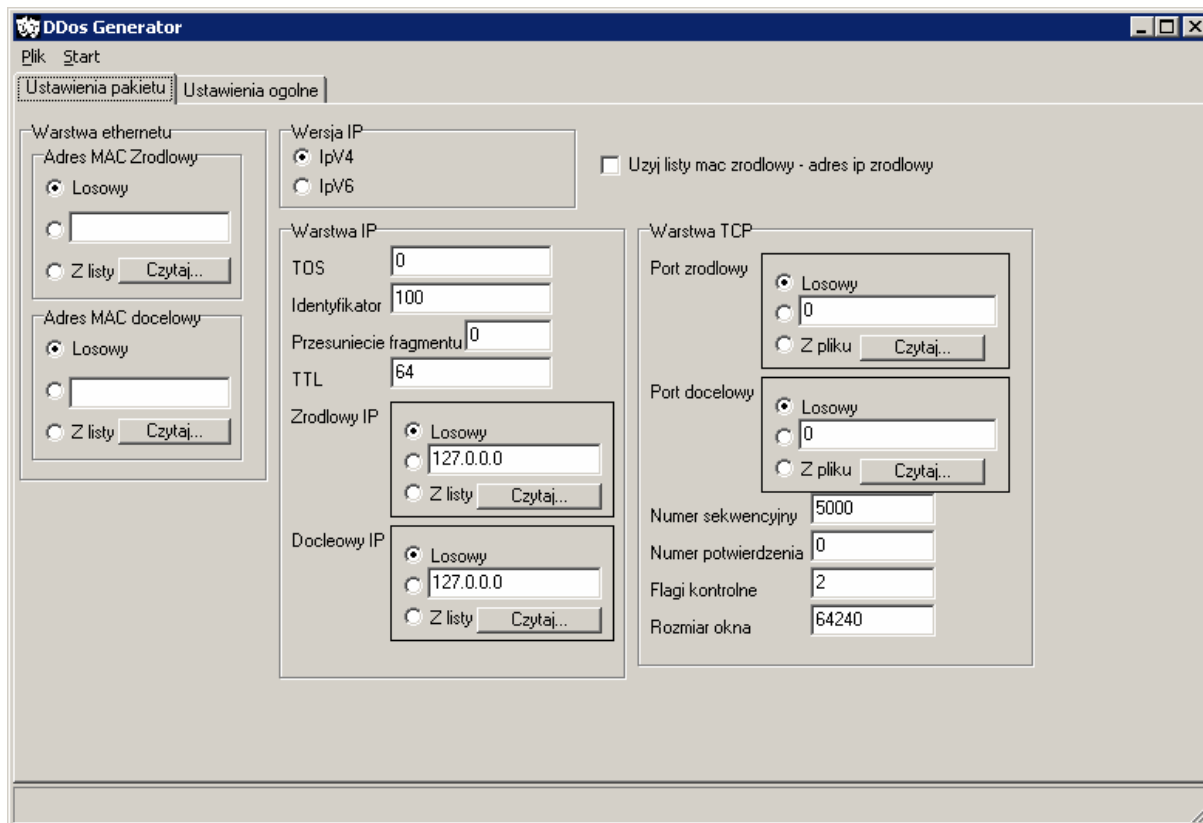 DDos Generator
Plik Start
Ustawienia pakietu Ustawienia ogolne
Warstwa ethernetu
Adres MAC Zrodlowy
Losowy
Z listy Czytaj...
Adres MAC docelowy
Losowy
Z listy Czytaj...
Wersja IP
IpV4
IpV6
Uzyj listy mac zrodlowy - adres ip zrodlowy
Warstwa IP
TOS 0
Identyfikator 100
Przesuniecie fragmentu 0
TTL 64
Zrodlowy IP
Losowy
127.0.0.0
Z listy Czytaj...
Docleowy IP
Losowy
127.0.0.0
Z listy Czytaj...
Warstwa TCP
Port zrodlowy
Losowy
0
Z pliku Czytaj...
Port docelowy
Losowy
0
Z pliku Czytaj...
Numer sekwencyjny 5000
Numer potwierdzenia 0
Flagi kontrolne 2
Rozmiar okna 64240